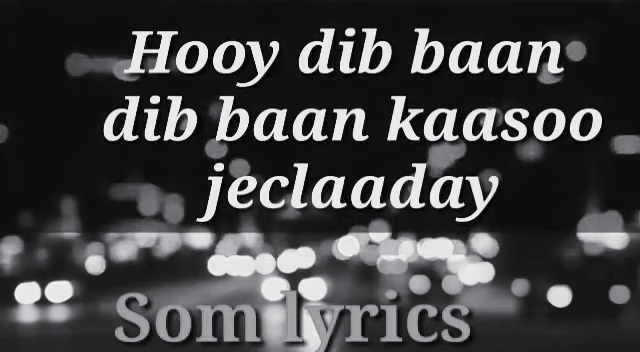 Hooy dib baan
dib baan kaasoo
jeclaaday
Som lyrics